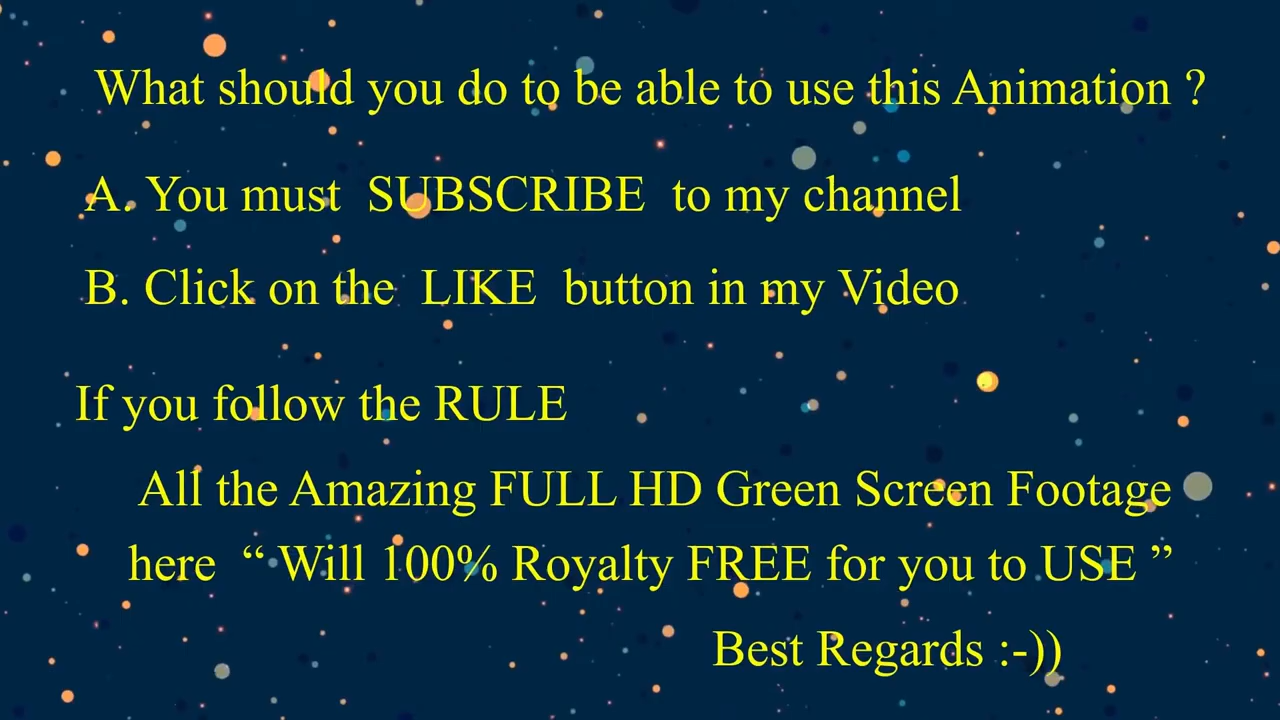 What should you do to be able to use this Animation ?
A. You must SUBSCRIBE to my channel
B. Click on the LIKE button in my Video
If you follow the RULE
All the Amazing FULL HD Green Screen Footage
here “ Will 100% Royalty FREE for you to USE ”
Best Regards :-))